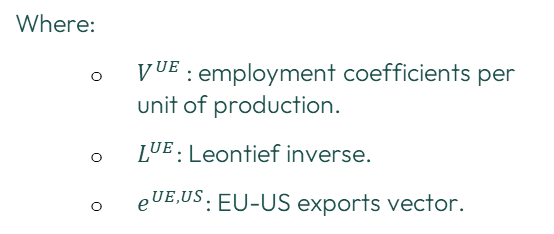 Where:
o V^{UE} : employment coefficients per
unit of production.
o L^{UE}: Leontief inverse.
o e^{UE,US}: EU-US exports vector.